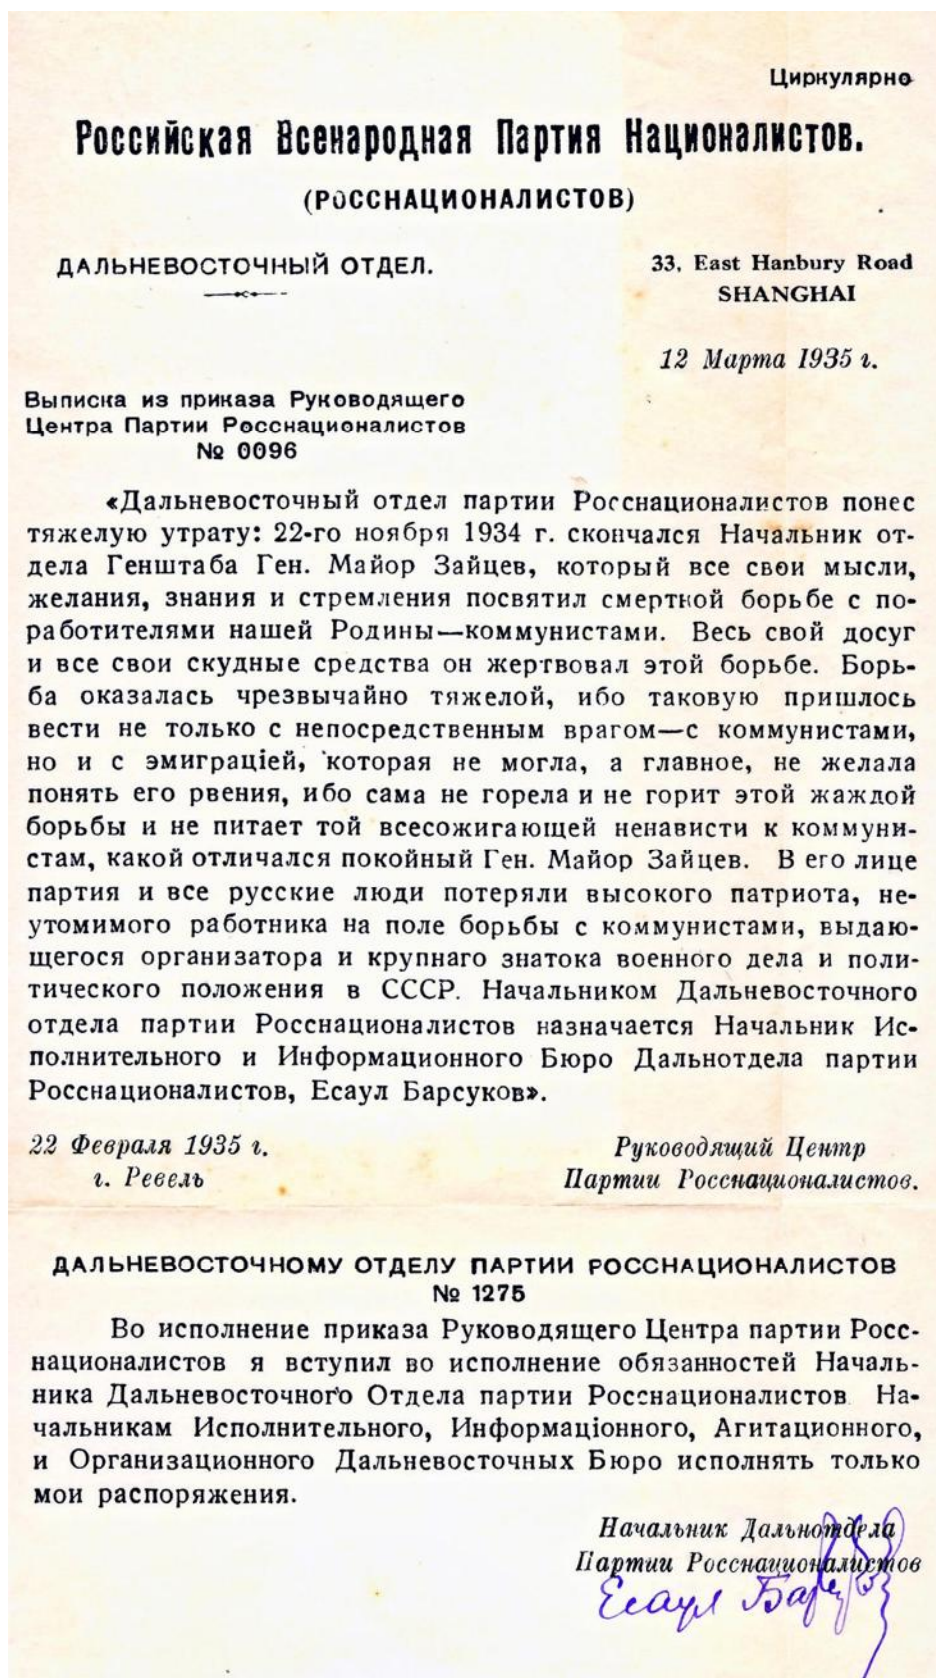 Циркулярно
Российская Всенародная Партия Националистов.
(РОССНАЦИОНАЛИСТОВ)
ДАЛЬНЕВОСТОЧНЫЙ ОТДЕЛ.
33, East Hanbury Road
SHANGHAI
12 Марта 1935 г.
Выписка из приказа Руководящего
Центра Партии Росснационалистов
№ 0096
«Дальневосточный отдел партии Росснационалистов понес
тяжелую утрату: 22-го ноября 1934 г. скончался Начальник от-
дела Генштаба Ген. Майор Зайцев, который все свои мысли,
желания, знания и стремления посвятил смертной борьбе с по-
работителями нашей Родины—коммунистами. Весь свой досуг
и все свои скудные средства он жертвовал этой борьбе. Борь-
ба оказалась чрезвычайно тяжелой, ибо таковую пришлось
вести не только с непосредственным врагом—с коммунистами,
но и с эмиграціей, которая не могла, а главное, не желала
понять его рвения, ибо сама не горела и не горит этой жаждой
борьбы и не питает той всесожигающей ненависти к коммуни-
стам, какой отличался покойный Ген. Майор Зайцев. В его лице
партия и все русские люди потеряли высокого патриота, не-
утомимого работника на поле борьбы с коммунистами, выдаю-
щегося организатора и крупнаго знатока военного дела и поли-
тического положения в СССР. Начальником Дальневосточного
отдела партии Росснационалистов назначается Начальник Ис-
полнительного и Информационного Бюро Дальнотдела партии
Росснационалистов, Есаул Барсуков».
22 Февраля 1935 г.
г. Ревель
Руководящий Центр
Партии Росснационалистов.
ДАЛЬНЕВОСТОЧНОМУ ОТДЕЛУ ПАРТИИ РОССНАЦИОНАЛИСТОВ
№ 1275
Во исполнение приказа Руководящего Центра партии Росс-
националистов я вступил во исполнение обязанностей Началь-
ника Дальневосточного Отдела партии Росснационалистов На-
чальникам Исполнительного, Информаціонного, Агитационного,
и Организационного Дальневосточных Бюро исполнять только
мои распоряжения.
Начальник Дальнотдела
Партии Росснационалистов
Есаул